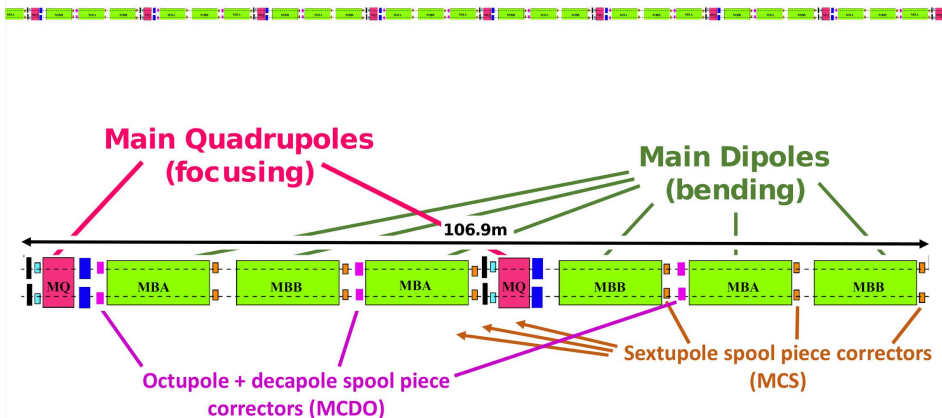 Main Quadrupoles
(focusing)
Main Dipoles
(bending)
106.9m
MQ MBA MBB MBA MQ MBB MBA MBB
Octupole + decapole spool piece
correctors (MCDO)
Sextupole spool piece correctors
(MCS)